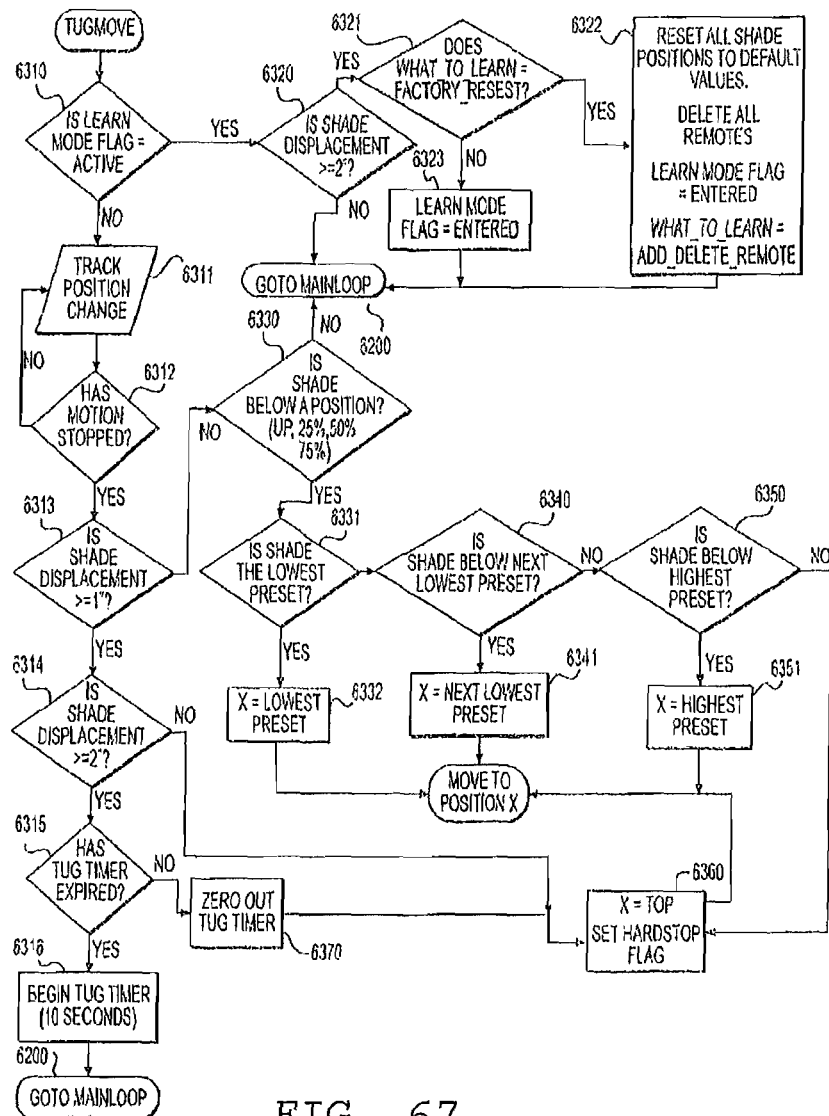 TUGMOVE
6310
IS LEARN
MODE FLAG =
ACTIVE
YES
NO
6320
IS SHADE
DISPLACEMENT
>=2"?
YES
NO
6321
DOES
WHAT_TO_LEARN =
FACTORY_RESEST?
YES
NO
6322
RESET ALL SHADE
POSITIONS TO DEFAULT
VALUES.
DELETE ALL
REMOTES
LEARN MODE FLAG
= ENTERED
WHAT_TO_LEARN =
ADD_DELETE_REMOTE
6323
LEARN MODE
FLAG = ENTERED
GOTO MAINLOOP
6200
TRACK
POSITION
CHANGE
6311
NO
6312
HAS
MOTION
STOPPED?
YES
6330
NO
IS
SHADE
BELOW A POSITION?
(UP, 25%,50%
75%)
YES
6313
IS
SHADE
DISPLACEMENT
>=1"?
NO
YES
6331
IS SHADE
THE LOWEST
PRESET?
YES
6340
IS
SHADE BELOW NEXT
LOWEST PRESET?
NO
YES
6350
IS
SHADE BELOW
HIGHEST
PRESET?
NO
YES
6314
IS
SHADE
DISPLACEMENT
>=2"?
NO
YES
X = LOWEST
PRESET
6332
X = NEXT LOWEST
PRESET
6341
X = HIGHEST
PRESET
6351
MOVE TO
POSITION X
6315
HAS
TUG TIMER
EXPIRED?
NO
YES
ZERO OUT
TUG TIMER
6370
6360
X = TOP
SET HARDSTOP
FLAG
6316
BEGIN TUG TIMER
(10 SECONDS)
6200
GOTO MAINLOOP
FIG. 67